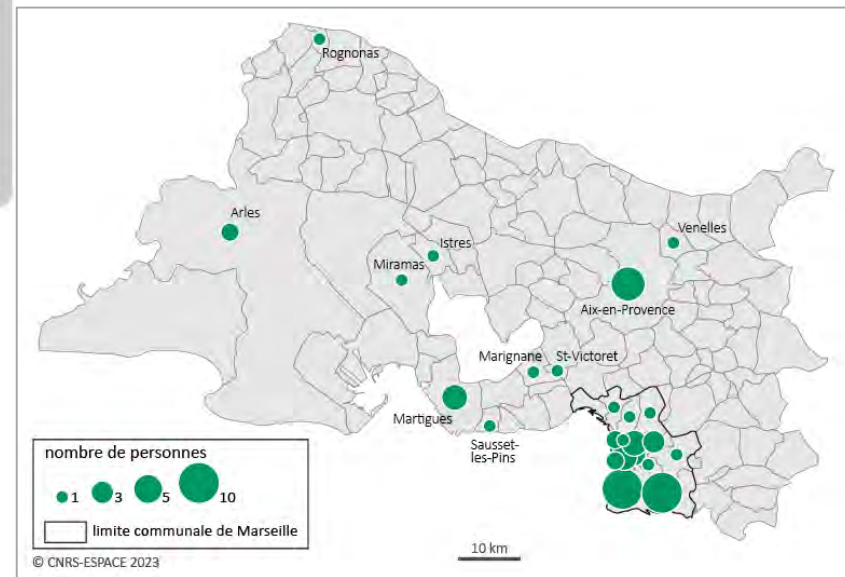 Rognonas
Arles
Venelles
Istres
Miramas
Aix-en-Provence
Marignane
St-Victoret
Martigues
Sausset-
les-Pins
nombre de personnes
1 3 5 10
limite communale de Marseille
10 km
© CNRS-ESPACE 2023